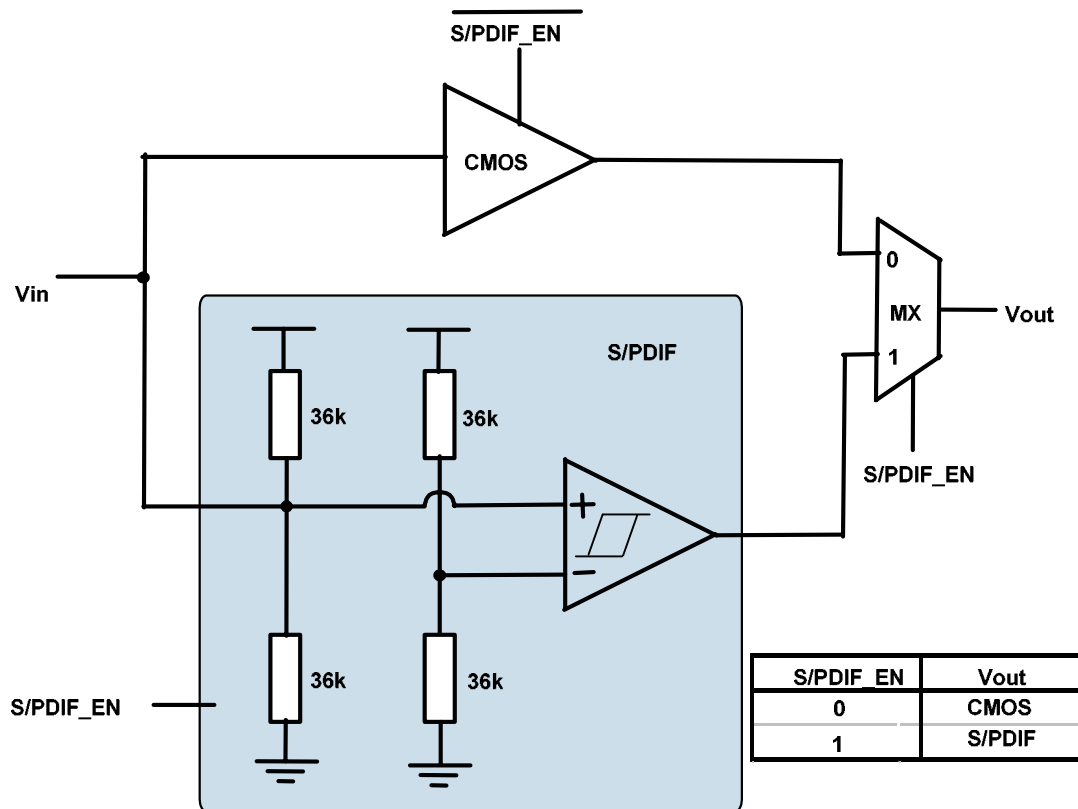 S/PDIF_EN
CMOS
Vin
0
MX
Vout
1
S/PDIF_EN
S/PDIF
36k
36k
+
−
36k
36k
S/PDIF_EN
S/PDIF_EN Vout
0 CMOS
1 S/PDIF